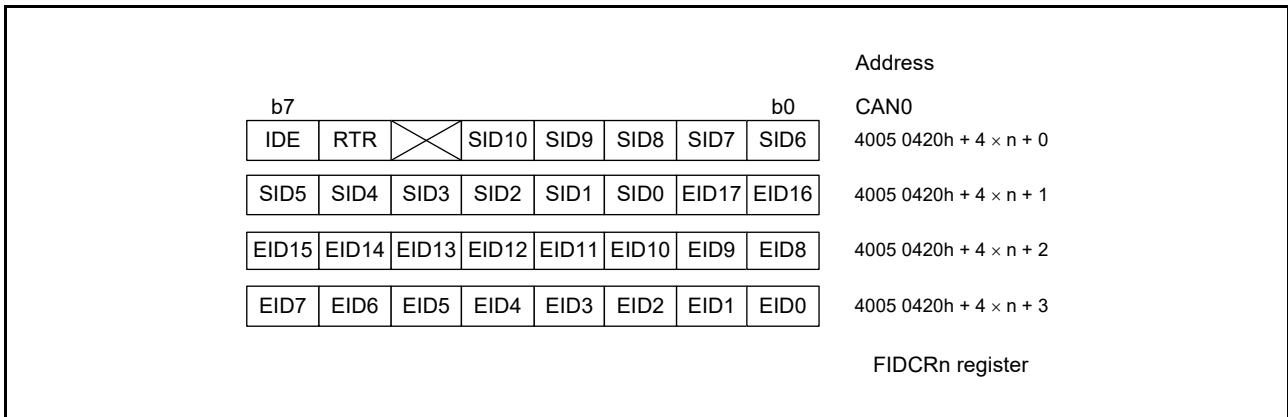 Address
b7 b0 CAN0
IDE RTR SID10 SID9 SID8 SID7 SID6 4005 0420h + 4 × n + 0
SID5 SID4 SID3 SID2 SID1 SID0 EID17 EID16 4005 0420h + 4 × n + 1
EID15 EID14 EID13 EID12 EID11 EID10 EID9 EID8 4005 0420h + 4 × n + 2
EID7 EID6 EID5 EID4 EID3 EID2 EID1 EID0 4005 0420h + 4 × n + 3
FIDCRn register